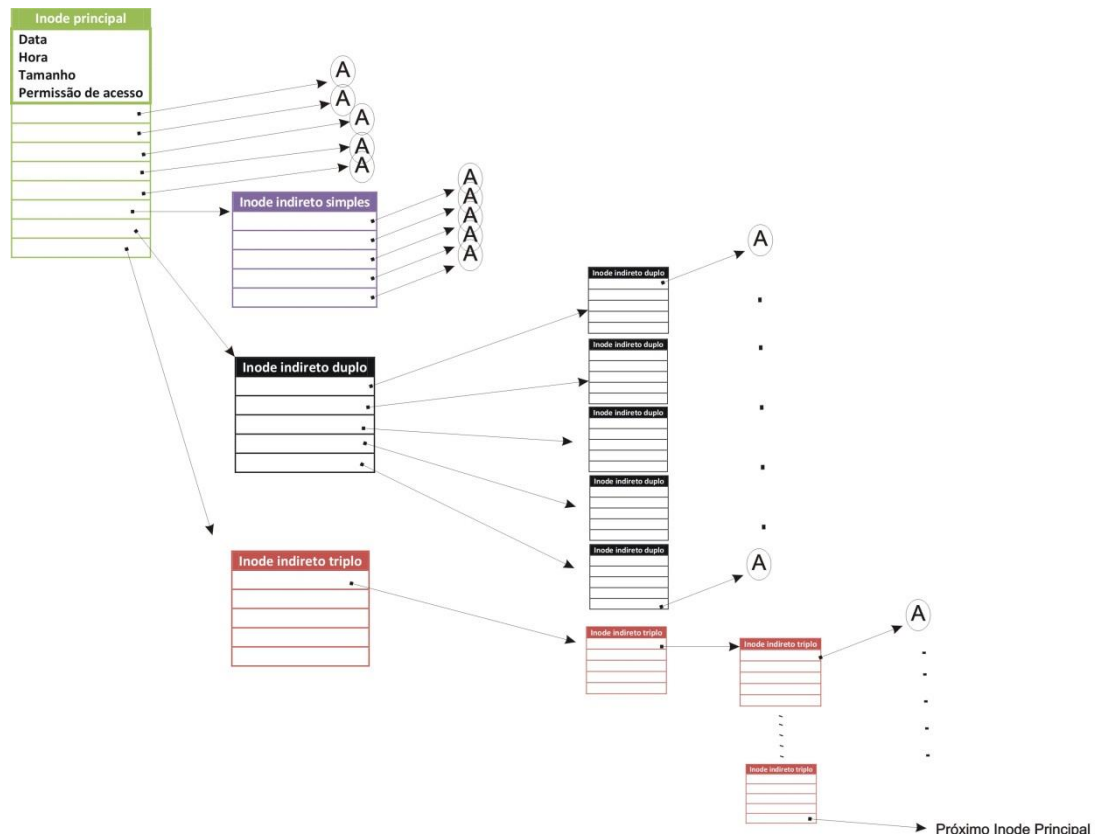 Inode principal
Data
Hora
Tamanho
Permissão de acesso
A
A
A
A
A
Inode indireto simples
A
A
A
A
A
Inode indireto duplo
Inode indireto duplo
A
Inode indireto duplo
Inode indireto duplo
Inode indireto duplo
Inode indireto duplo
A
Inode indireto triplo
Inode indireto triplo
Inode indireto triplo
A
Inode indireto triplo
Próximo Inode Principal